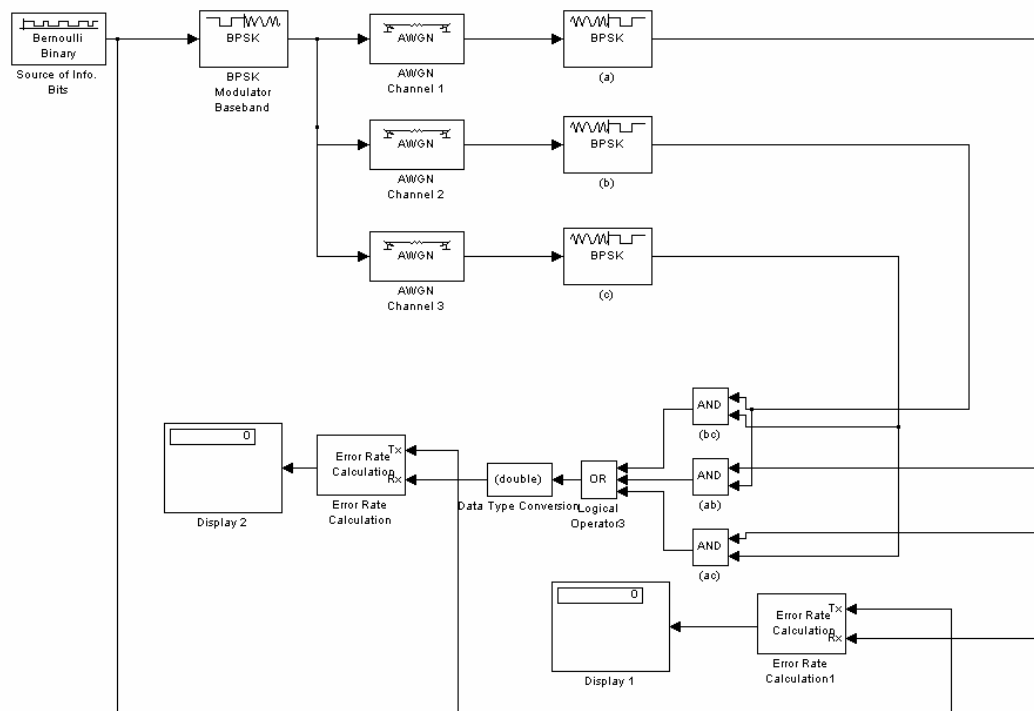 Bernoulli
Binary
Source of Info.
Bits
BPSK
BPSK
Modulator
Baseband
AWGN
AWGN
Channel 1
BPSK
(a)
AWGN
AWGN
Channel 2
BPSK
(b)
AWGN
AWGN
Channel 3
BPSK
(c)
AND
(bc)
0
Display 2
Error Rate
Calculation
Tx
Rx
Error Rate
Calculation
(double)
Data Type Conversion
OR
Logical
Operator3
AND
(ab)
AND
(ac)
0
Display 1
Error Rate
Calculation
Tx
Rx
Error Rate
Calculation1